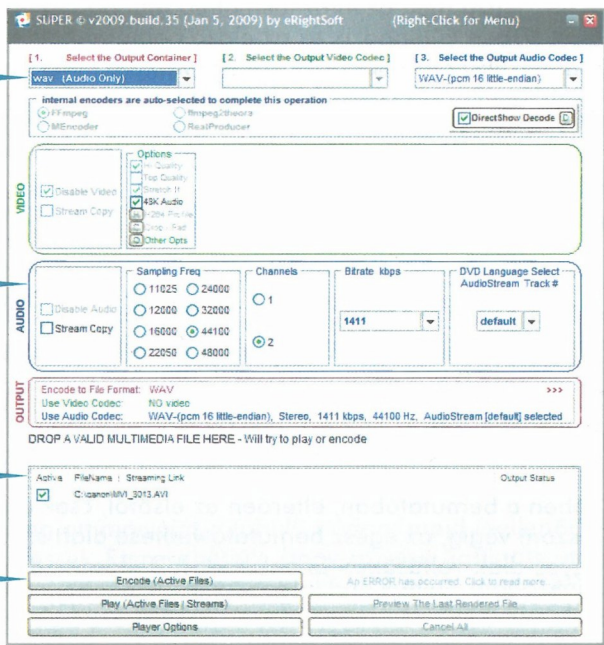 SUPER © v2009.build.35 (Jan 5, 2009) by eRightSoft (Right-Click for Menu)
[ 1. Select the Output Container ] [ 2. Select the Output Video Codec ] [ 3. Select the Output Audio Codec ]
wav (Audio Only) WAV-(pcm 16 little-endian)
internal encoders are auto-selected to complete this operation
FFmpeg ffmpeg2theora
MEncoder RealProducer
DirectShow Decode D
VIDEO
Disable Video
Stream Copy
Options
Hi Quality
Top Quality
Stretch It
48K Audio
H264 Profile
Crop / Pad
Other Opts
AUDIO
Disable Audio
Stream Copy
Sampling Freq
11025 24000
12000 32000
16000 44100
22050 48000
Channels
1
2
Bitrate kbps
1411
DVD Language Select
AudioStream Track #
default
OUTPUT
Encode to File Format: WAV >>>
Use Video Codec: NO video
Use Audio Codec: WAV-(pcm 16 little-endian), Stereo, 1411 kbps, 44100 Hz, AudioStream [default] selected
DROP A VALID MULTIMEDIA FILE HERE - Will try to play or encode
Active FileName : Streaming Link Output Status
C:\canon\MVI_3013.AVI
Encode (Active Files) An ERROR has occurred. Click to read more.
Play (Active Files | Streams) Preview The Last Rendered File
Player Options Cancel All